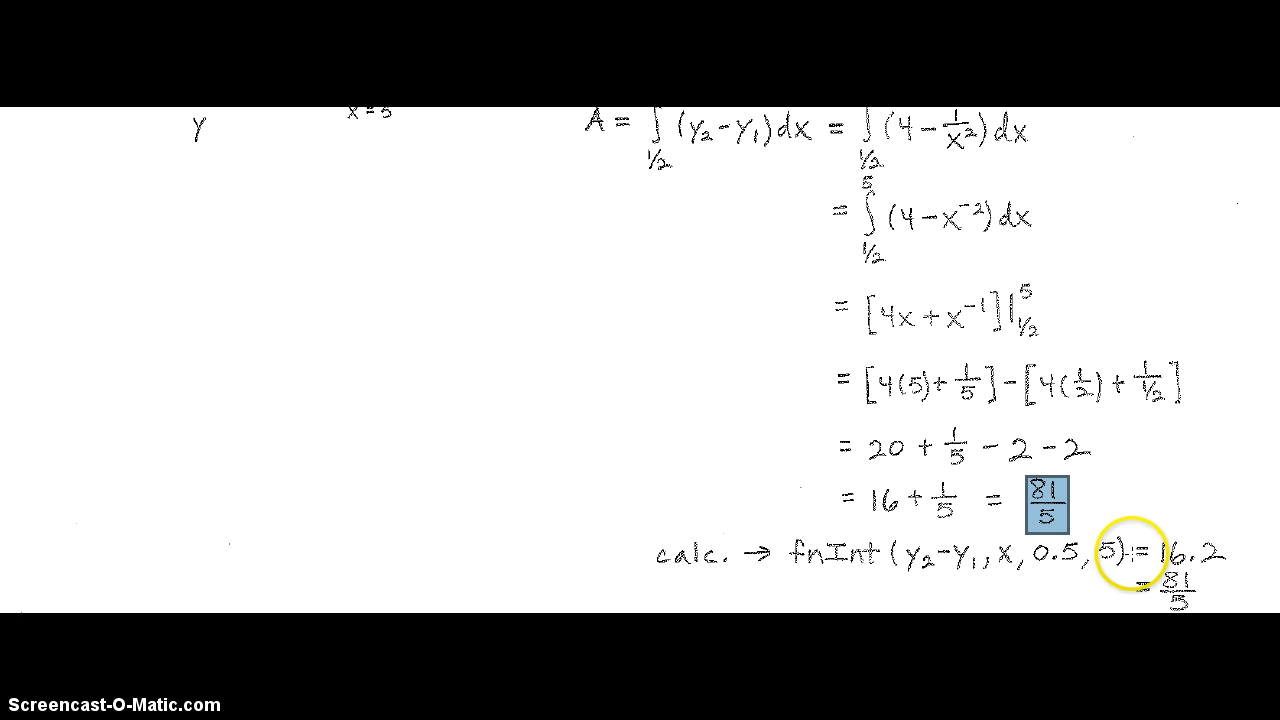 x=5
y
A = ∫ 1/2 (y₂-y₁)dx = ∫ 1/2 (4 - 1/x²)dx
= ∫ 5 1/2 (4-x⁻²)dx
= [4x + x⁻¹] | 5 1/2
= [4(5) + 1/5] - [4(1/2) + 1/1/2]
= 20 + 1/5 - 2 - 2
= 16 + 1/5 = 81/5
calc. → fnInt (y₂-y₁, x, 0.5, 5) = 16.2
= 81/5
Screencast-O-Matic.com